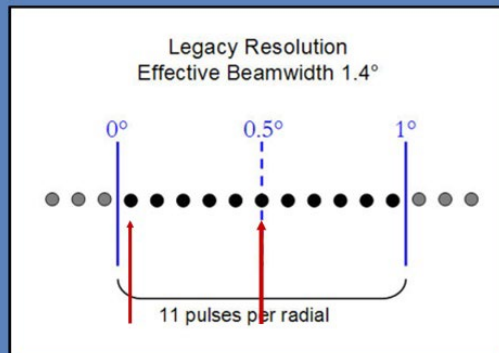 Legacy Resolution
Effective Beamwidth 1.4°
0° 0.5° 1°
11 pulses per radial